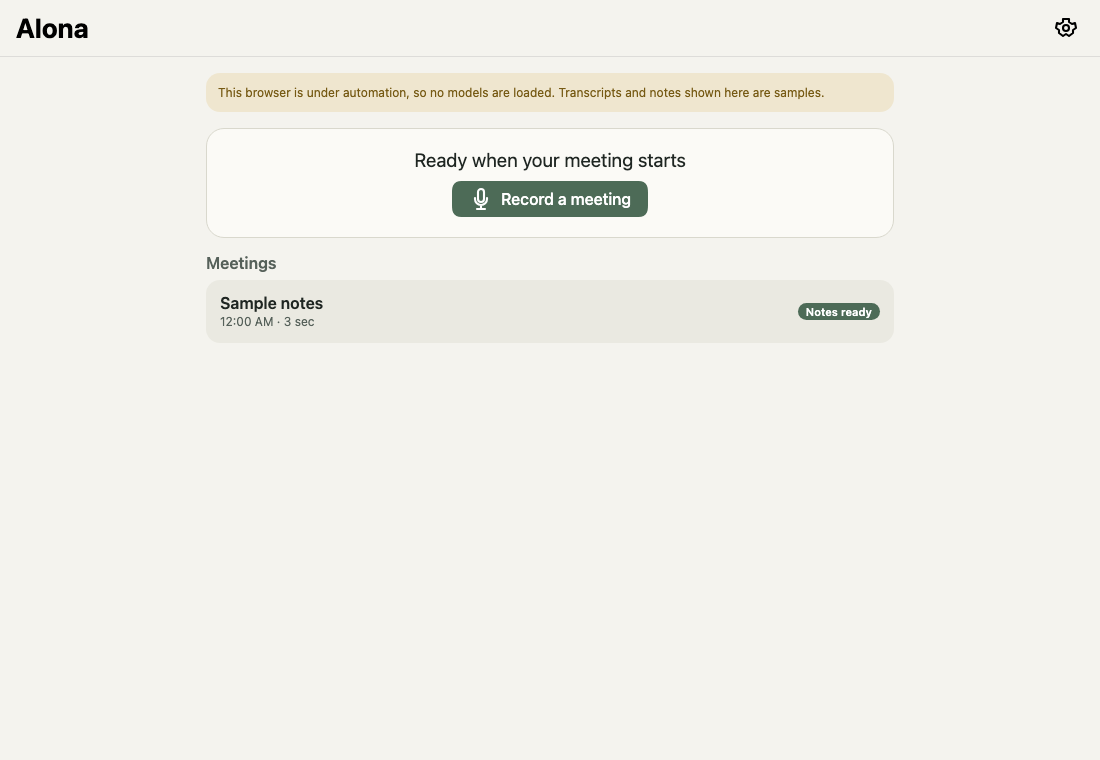 Alona
This browser is under automation, so no models are loaded. Transcripts and notes shown here are samples.
Ready when your meeting starts
Record a meeting
Meetings
Sample notes
12:00 AM · 3 sec
Notes ready